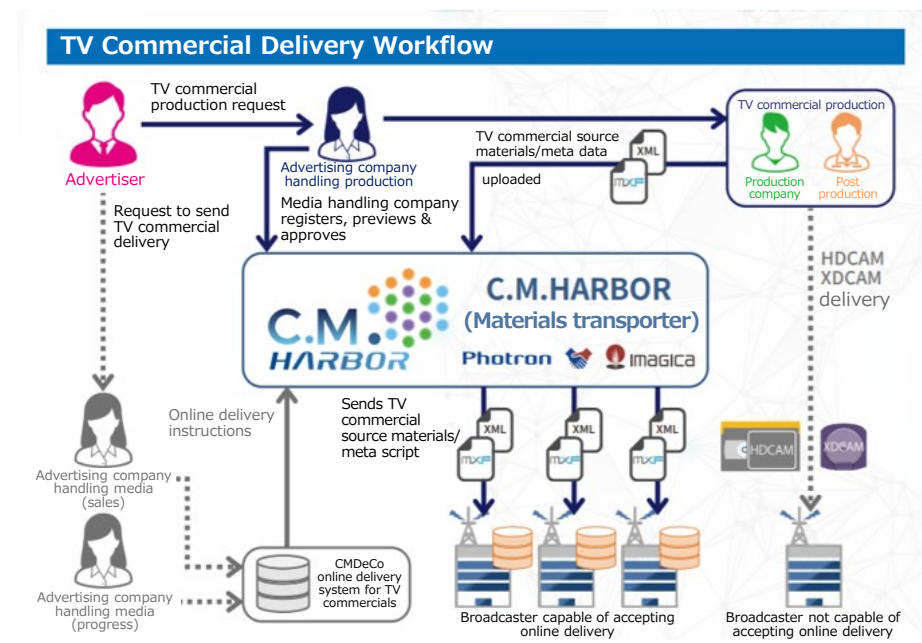 TV Commercial Delivery Workflow
TV commercial
production request
Advertiser
Advertising company
handling production
TV commercial source
materials/meta data
uploaded
XML
MXF
TV commercial production
Production
company
Post
production
Request to send
TV commercial
delivery
Media handling company
registers, previews &
approves
HDCAM
XDCAM
delivery
C.M.
HARBOR
C.M.HARBOR
(Materials transporter)
Photron
IMAGICA
Online delivery
instructions
Sends TV
commercial
source materials/
meta script
XML
MXF
XML
MXF
XML
MXF
HDCAM
XDCAM
Advertising company
handling media
(sales)
Advertising company
handling media
(progress)
CMDeCo
online delivery
system for TV
commercials
Broadcaster capable of accepting
online delivery
Broadcaster not capable of
accepting online delivery